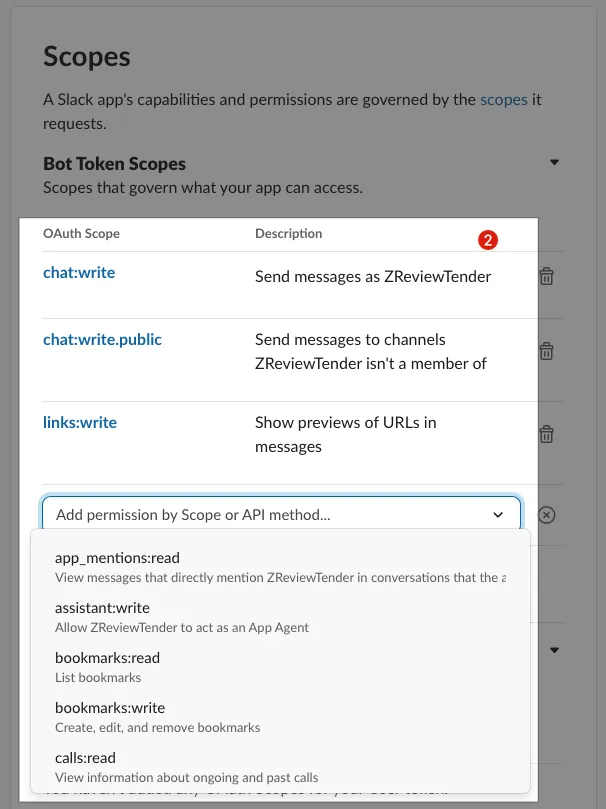 Scopes
A Slack app's capabilities and permissions are governed by the scopes it
requests.
Bot Token Scopes
Scopes that govern what your app can access.
OAuth Scope Description 2
chat:write Send messages as ZReviewTender
chat:write.public Send messages to channels
ZReviewTender isn't a member of
links:write Show previews of URLs in
messages
Add permission by Scope or API method...
app_mentions:read
View messages that directly mention ZReviewTender in conversations that the a
assistant:write
Allow ZReviewTender to act as an App Agent
bookmarks:read
List bookmarks
bookmarks:write
Create, edit, and remove bookmarks
calls:read
View information about ongoing and past calls